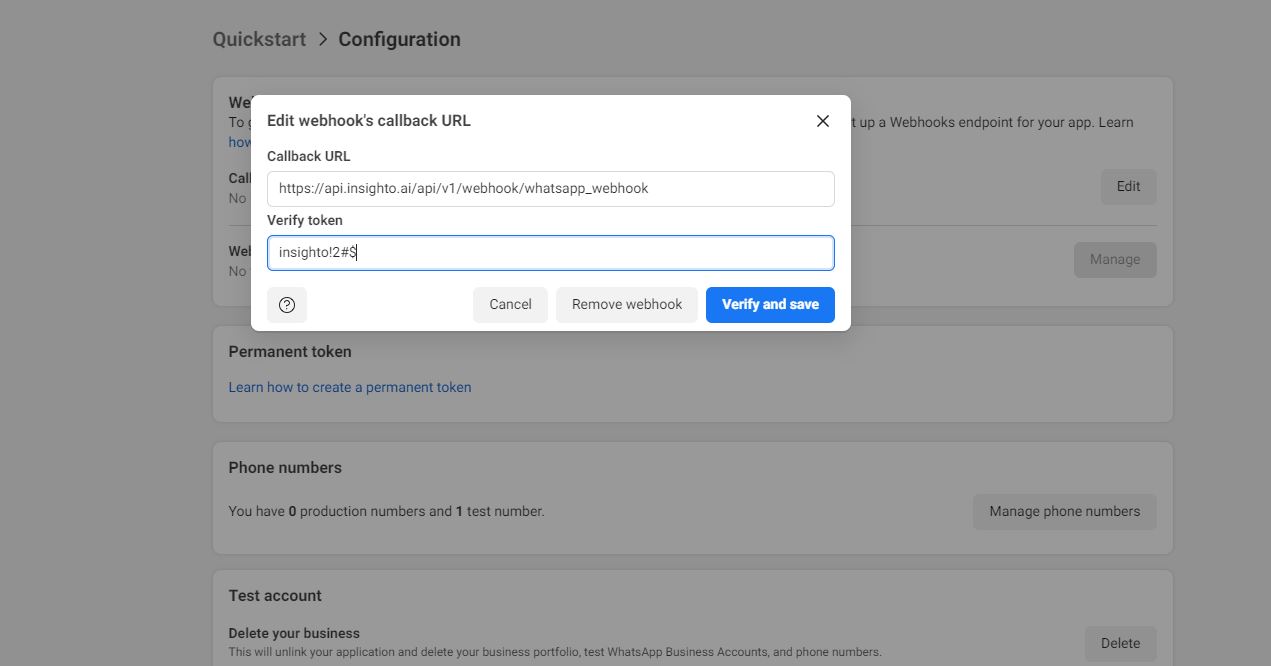 Quickstart > Configuration
We
Edit webhook's callback URL
To
t up a Webhooks endpoint for your app. Learn
how
Callback URL
Call
https://api.insighto.ai/api/v1/webhook/whatsapp_webhook
No
Edit
Verify token
Web
insighto!2#$
No
Manage
Cancel
Remove webhook
Verify and save
Permanent token
Learn how to create a permanent token
Phone numbers
You have 0 production numbers and 1 test number.
Manage phone numbers
Test account
Delete your business
This will unlink your application and delete your business portfolio, test WhatsApp Business Accounts, and phone numbers.
Delete